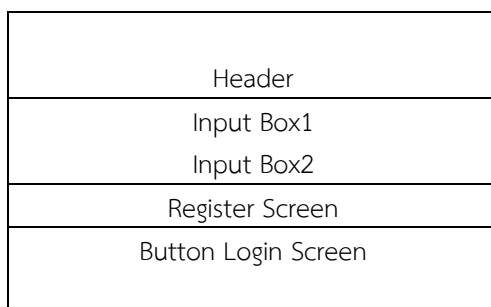 Header
Input Box1
Input Box2
Register Screen
Button Login Screen